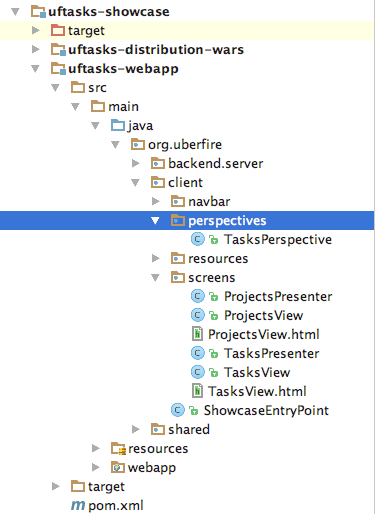 uftasks-showcase
target
uftasks-distribution-wars
uftasks-webapp
src
main
java
org.uberfire
backend.server
client
navbar
perspectives
TasksPerspective
resources
screens
ProjectsPresenter
ProjectsView
ProjectsView.html
TasksPresenter
TasksView
TasksView.html
ShowcaseEntryPoint
shared
resources
webapp
target
pom.xml